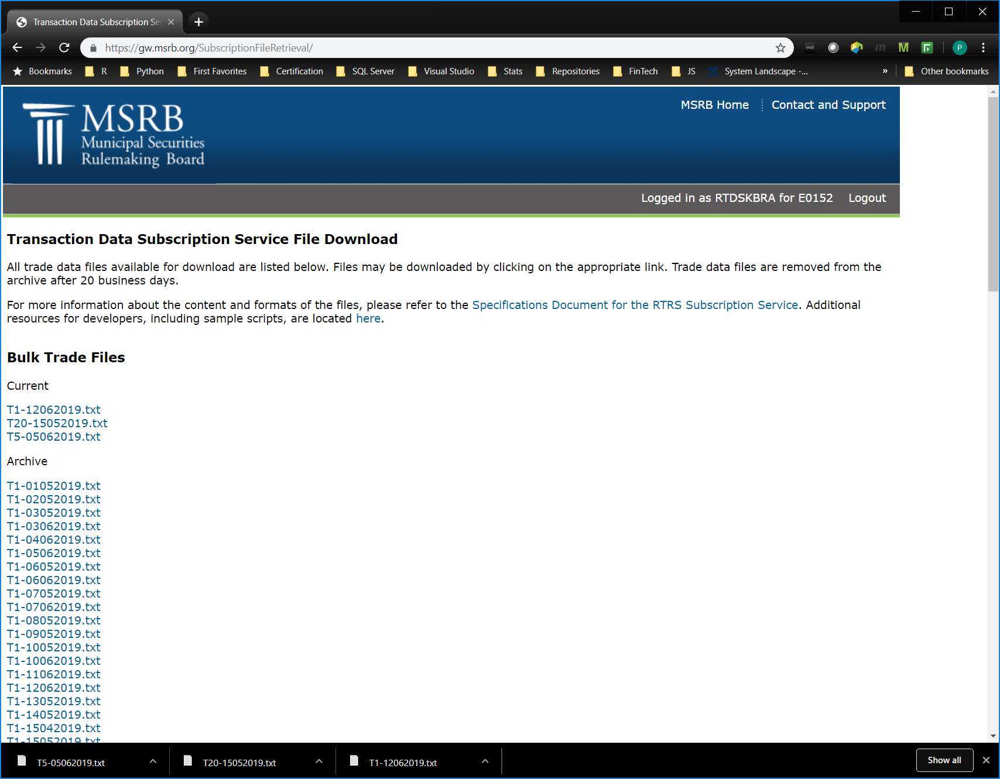 Transaction Data Subscription Se
https://gw.msrb.org/SubscriptionFileRetrieval/
Bookmarks R Python First Favorites Certification SQL Server Visual Studio Stats Repositories FinTech JS System Landscape -... » Other bookmarks
MSRB Home Contact and Support
MSRB
Municipal Securities
Rulemaking Board
Logged in as RTDSKBRA for E0152 Logout
Transaction Data Subscription Service File Download
All trade data files available for download are listed below. Files may be downloaded by clicking on the appropriate link. Trade data files are removed from the
archive after 20 business days.
For more information about the content and formats of the files, please refer to the Specifications Document for the RTRS Subscription Service. Additional
resources for developers, including sample scripts, are located here.
Bulk Trade Files
Current
T1-12062019.txt
T20-15052019.txt
T5-05062019.txt
Archive
T1-01052019.txt
T1-02052019.txt
T1-03052019.txt
T1-03062019.txt
T1-04062019.txt
T1-05062019.txt
T1-06052019.txt
T1-06062019.txt
T1-07052019.txt
T1-07062019.txt
T1-08052019.txt
T1-09052019.txt
T1-10052019.txt
T1-10062019.txt
T1-11062019.txt
T1-12062019.txt
T1-13052019.txt
T1-14052019.txt
T1-15042019.txt
T1-15052019.txt
T5-05062019.txt T20-15052019.txt T1-12062019.txt Show all